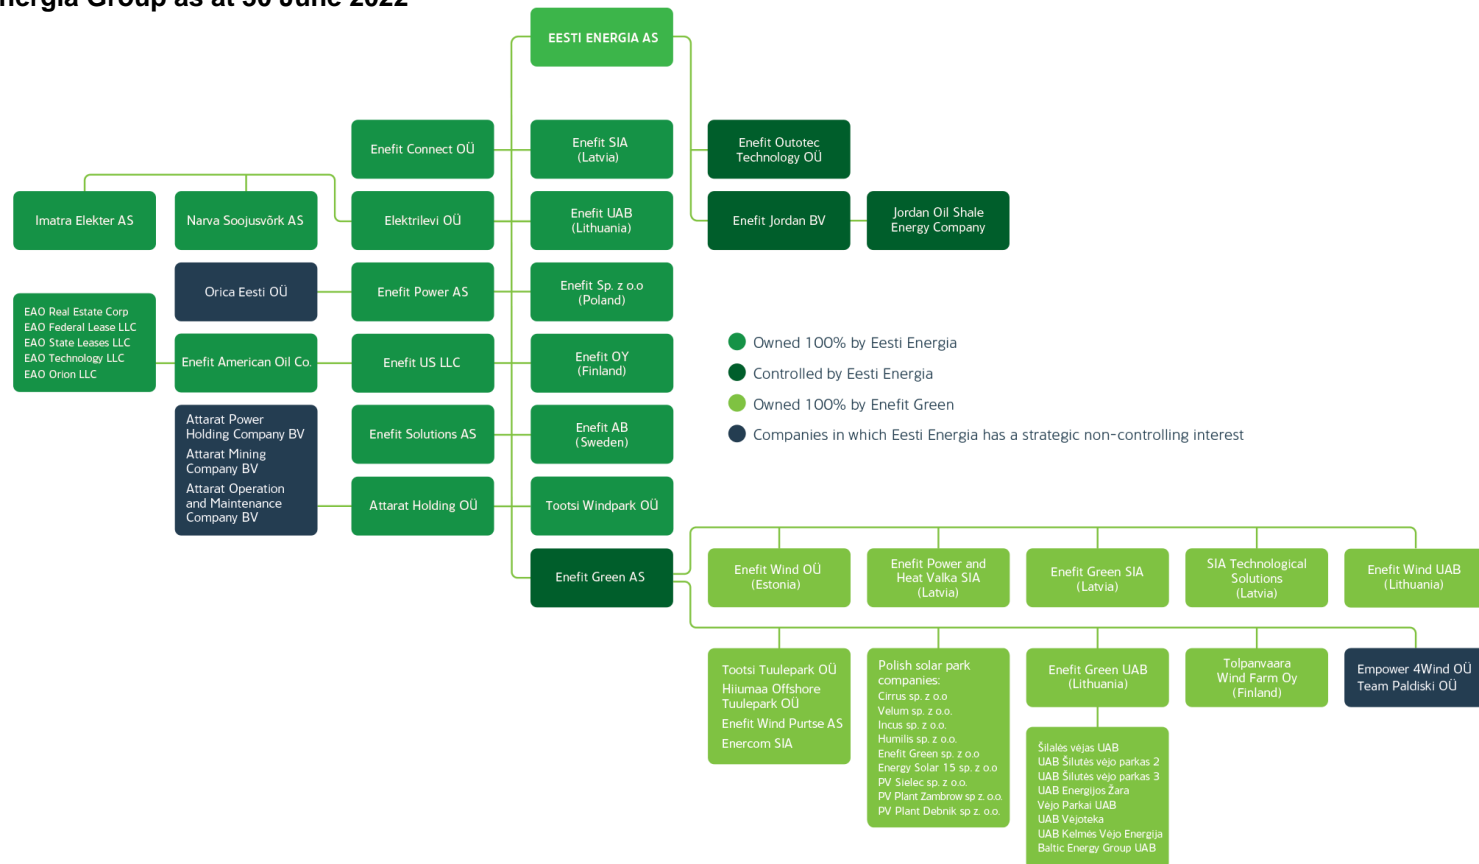 nergia Group as at 30 June 2022
EESTI ENERGIA AS
Enefit Connect OÜ
Enefit SIA
(Latvia)
Enefit Outotec
Technology OÜ
Imatra Elekter AS
Narva Soojusvõrk AS
Elektrilevi OÜ
Enefit UAB
(Lithuania)
Enefit Jordan BV
Jordan Oil Shale
Energy Company
Orica Eesti OÜ
Enefit Power AS
Enefit Sp. z o.o
(Poland)
EAO Real Estate Corp
EAO Federal Lease LLC
EAO State Leases LLC
EAO Technology LLC
EAO Orion LLC
Enefit American Oil Co.
Enefit US LLC
Enefit OY
(Finland)
Owned 100% by Eesti Energia
Controlled by Eesti Energia
Owned 100% by Enefit Green
Companies in which Eesti Energia has a strategic non-controlling interest
Attarat Power
Holding Company BV
Attarat Mining
Company BV
Attarat Operation
and Maintenance
Company BV
Enefit Solutions AS
Enefit AB
(Sweden)
Attarat Holding OÜ
Tootsi Windpark OÜ
Enefit Green AS
Enefit Wind OÜ
(Estonia)
Enefit Power and
Heat Valka SIA
(Latvia)
Enefit Green SIA
(Latvia)
SIA Technological
Solutions
(Latvia)
Enefit Wind UAB
(Lithuania)
Tootsi Tuulepark OÜ
Hiiumaa Offshore
Tuulepark OÜ
Enefit Wind Purtse AS
Enercom SIA
Polish solar park
companies:
Cirrus sp. z o.o
Velum sp. z o.o.
Incus sp. z o.o.
Humilis sp. z o.o.
Enefit Green sp. z o.o
Energy Solar 15 sp. z o.o
PV Sielec sp. z o.o.
PV Plant Zambrow sp z. o.o.
PV Plant Debnik sp z. o.o.
Enefit Green UAB
(Lithuania)
Šilalės vėjas UAB
UAB Šilutės vėjo parkas 2
UAB Šilutės vėjo parkas 3
UAB Energijos Žara
Vėjo Parkai UAB
UAB Vėjoteka
UAB Kelmės Vėjo Energija
Baltic Energy Group UAB
Tolpanvaara
Wind Farm Oy
(Finland)
Empower 4Wind OÜ
Team Paldiski OÜ